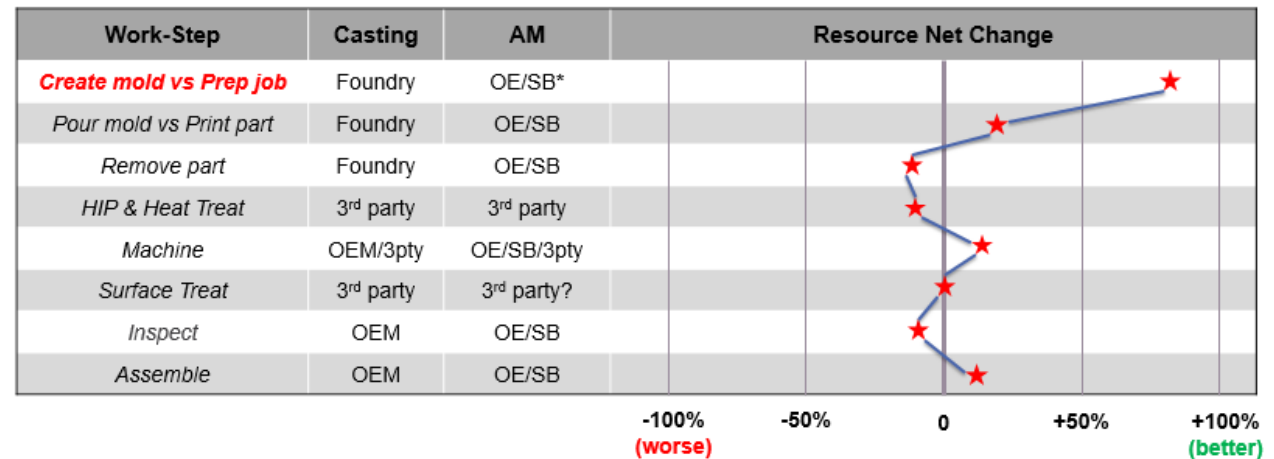 Work-Step Casting AM Resource Net Change
Create mold vs Prep job Foundry OE/SB*
Pour mold vs Print part Foundry OE/SB
Remove part Foundry OE/SB
HIP & Heat Treat 3rd party 3rd party
Machine OEM/3pty OE/SB/3pty
Surface Treat 3rd party 3rd party?
Inspect OEM OE/SB
Assemble OEM OE/SB
-100% -50% 0 +50% +100%
(worse) (better)